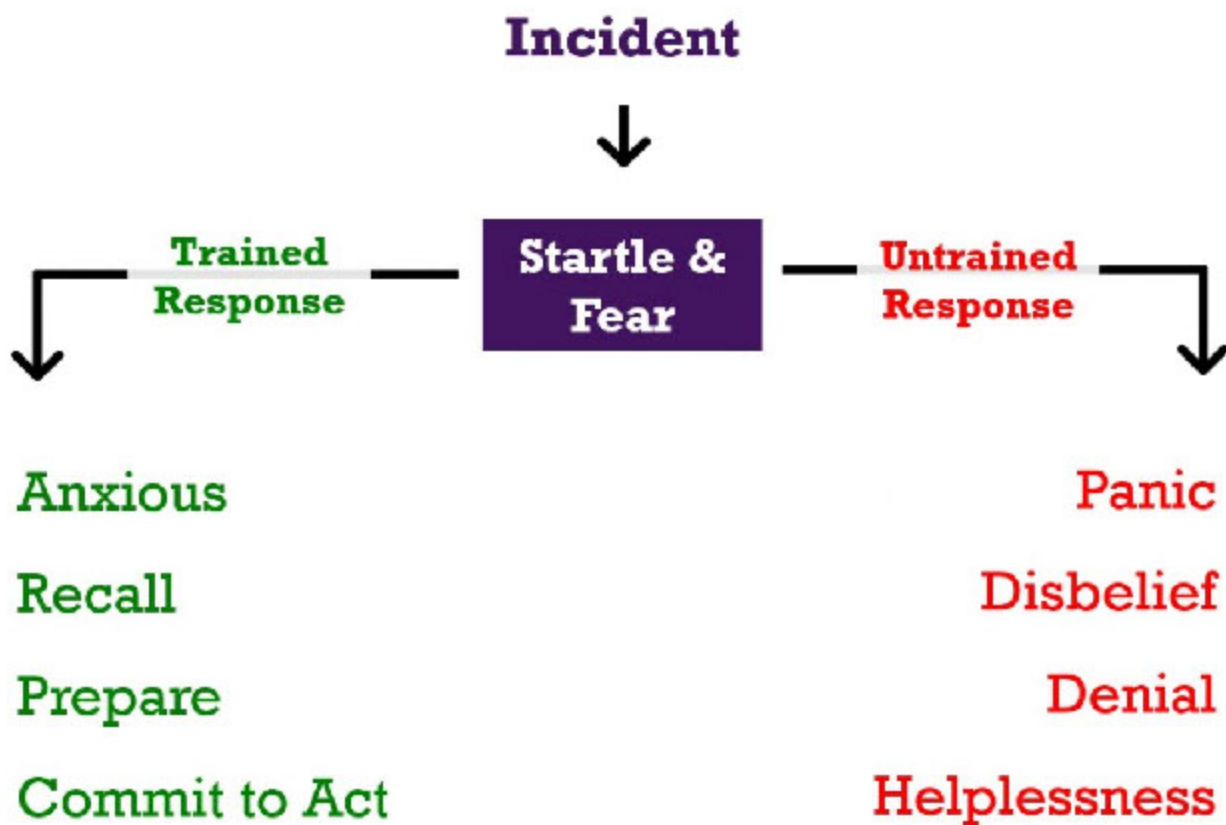 Incident
Startle &
Fear
Trained
Response
Untrained
Response
Anxious
Recall
Prepare
Commit to Act
Panic
Disbelief
Denial
Helplessness